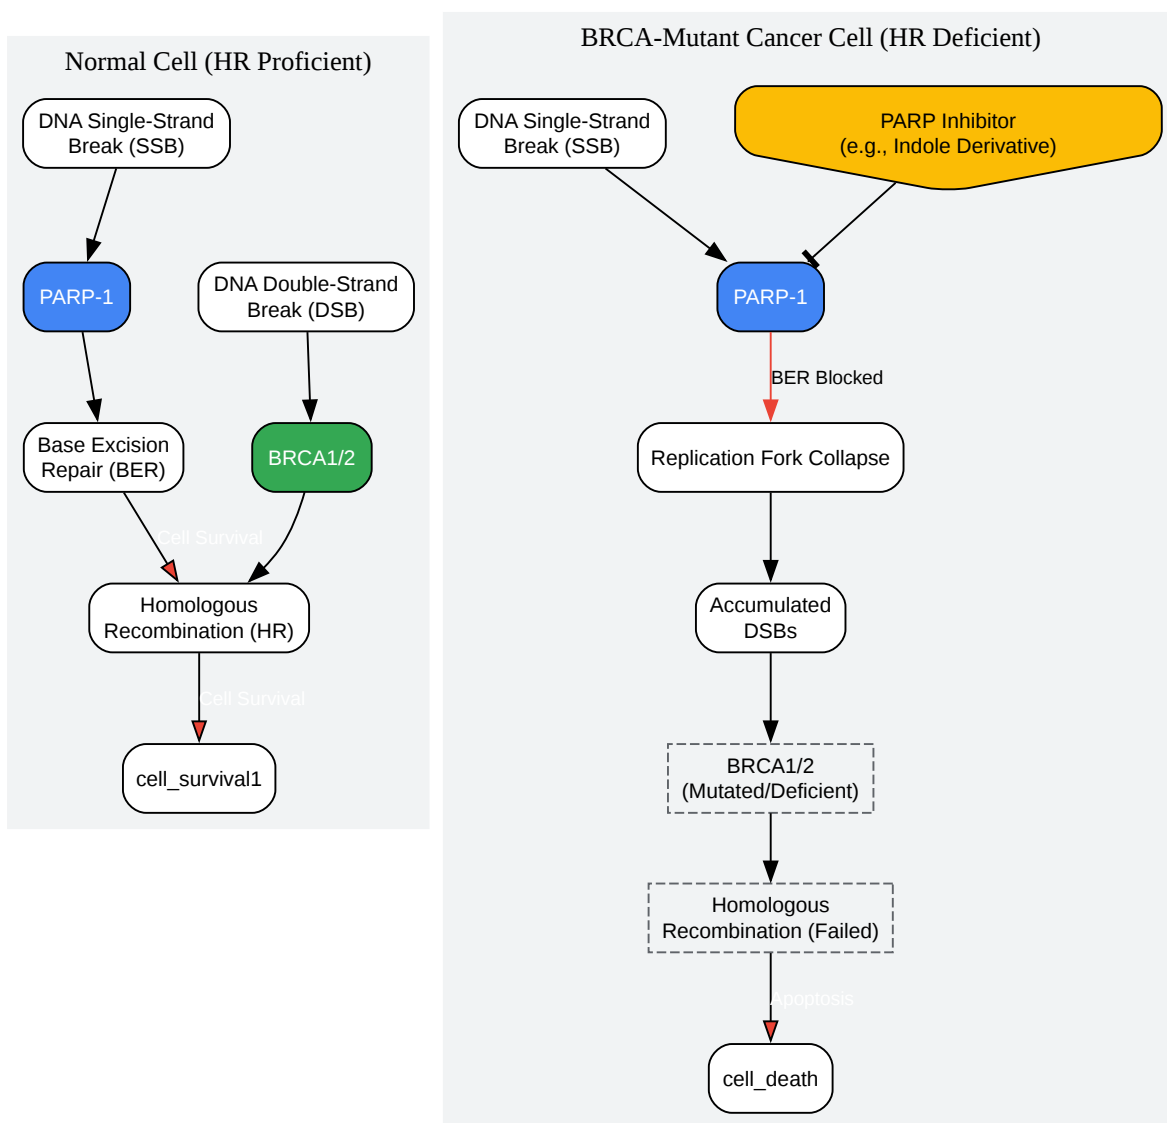 Normal Cell (HR Proficient)
DNA Single-Strand
Break (SSB)
PARP-1
DNA Double-Strand
Break (DSB)
Base Excision
Repair (BER)
BRCA1/2
Cell Survival
Homologous
Recombination (HR)
Cell Survival
cell_survival1
BRCA-Mutant Cancer Cell (HR Deficient)
DNA Single-Strand
Break (SSB)
PARP Inhibitor
(e.g., Indole Derivative)
PARP-1
BER Blocked
Replication Fork Collapse
Accumulated
DSBs
BRCA1/2
(Mutated/Deficient)
Homologous
Recombination (Failed)
Apoptosis
cell_death